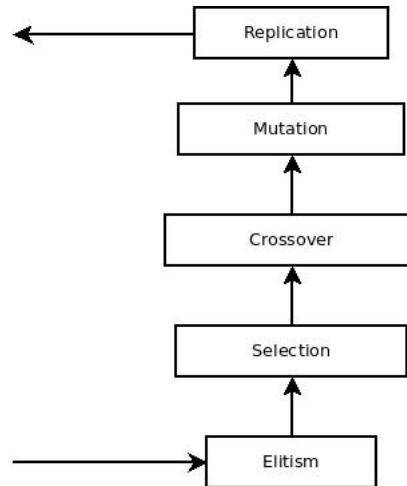 Replication
Mutation
Crossover
Selection
Elitism